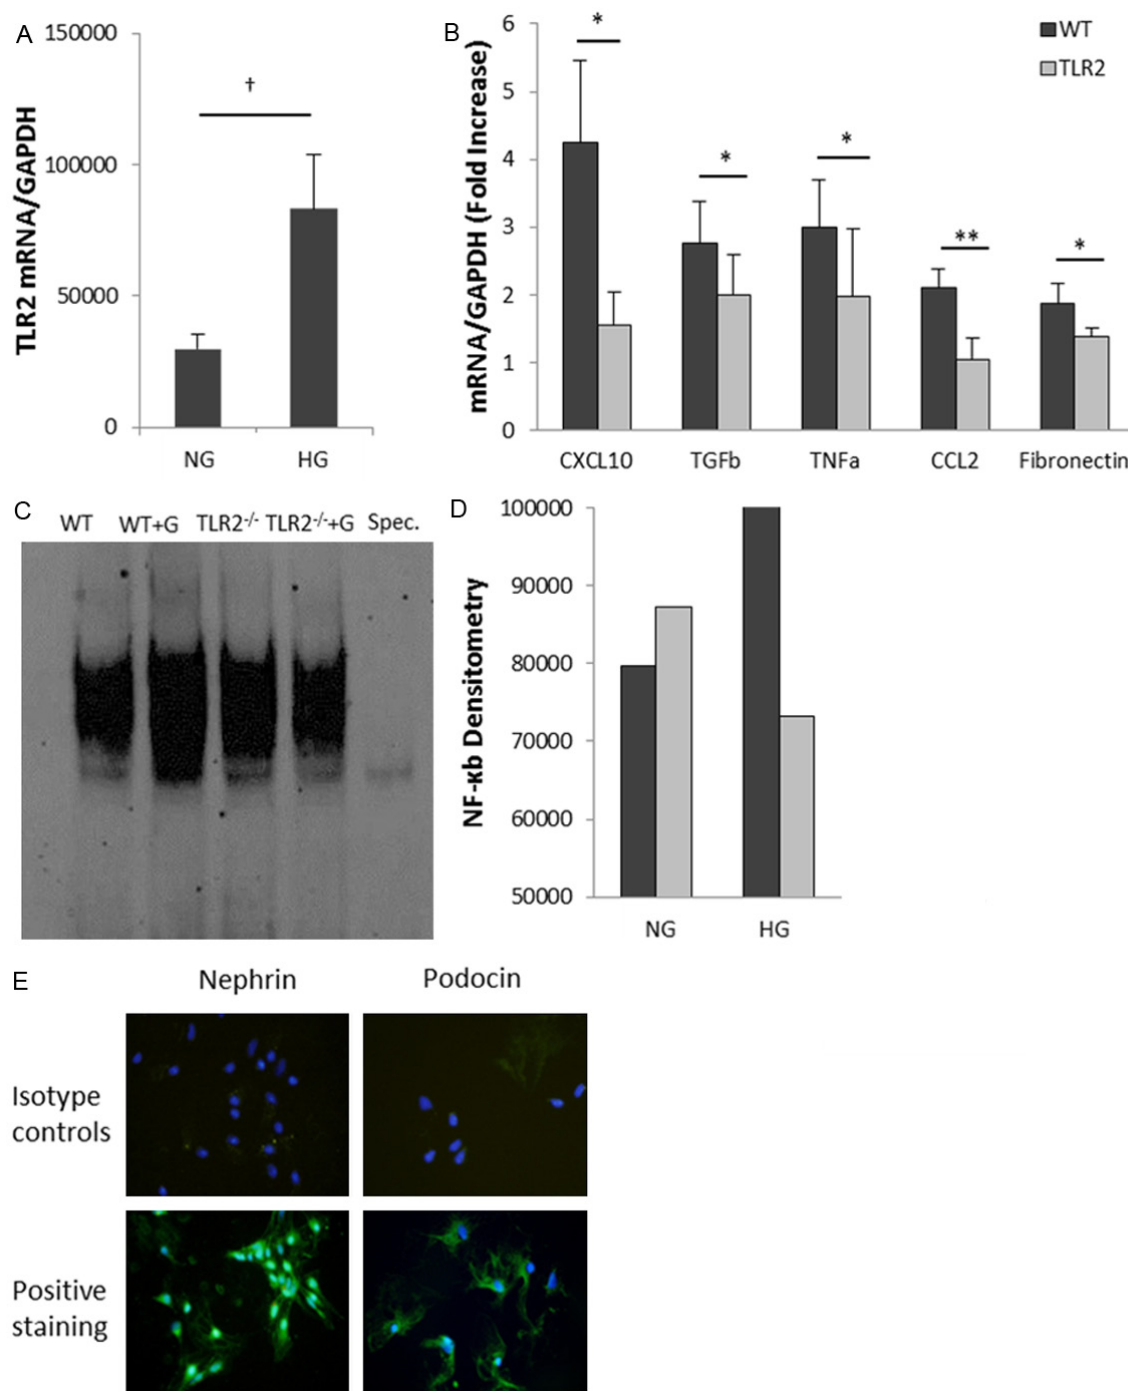 A
TLR2 mRNA/GAPDH
150000
100000
50000
0
†
NG HG
B
mRNA/GAPDH (Fold Increase)
6
5
4
3
2
1
0
* * * ** *
WT
TLR2
CXCL10 TGFb TNFa CCL2 Fibronectin
C
WT WT+G TLR2-/- TLR2-/-+G Spec.
D
NF-κb Densitometry
100000
90000
80000
70000
60000
50000
NG HG
E
Nephrin Podocin
Isotype
controls
Positive
staining